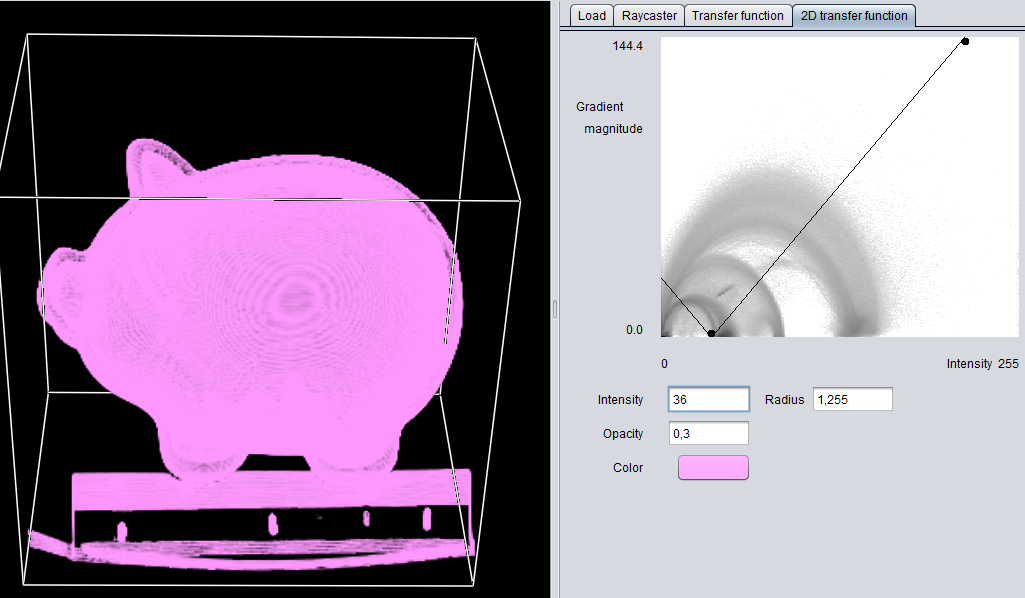 Load Raycaster Transfer function 2D transfer function
144.4
Gradient
magnitude
0.0
0 Intensity 255
Intensity 36 Radius 1,255
Opacity 0,3
Color